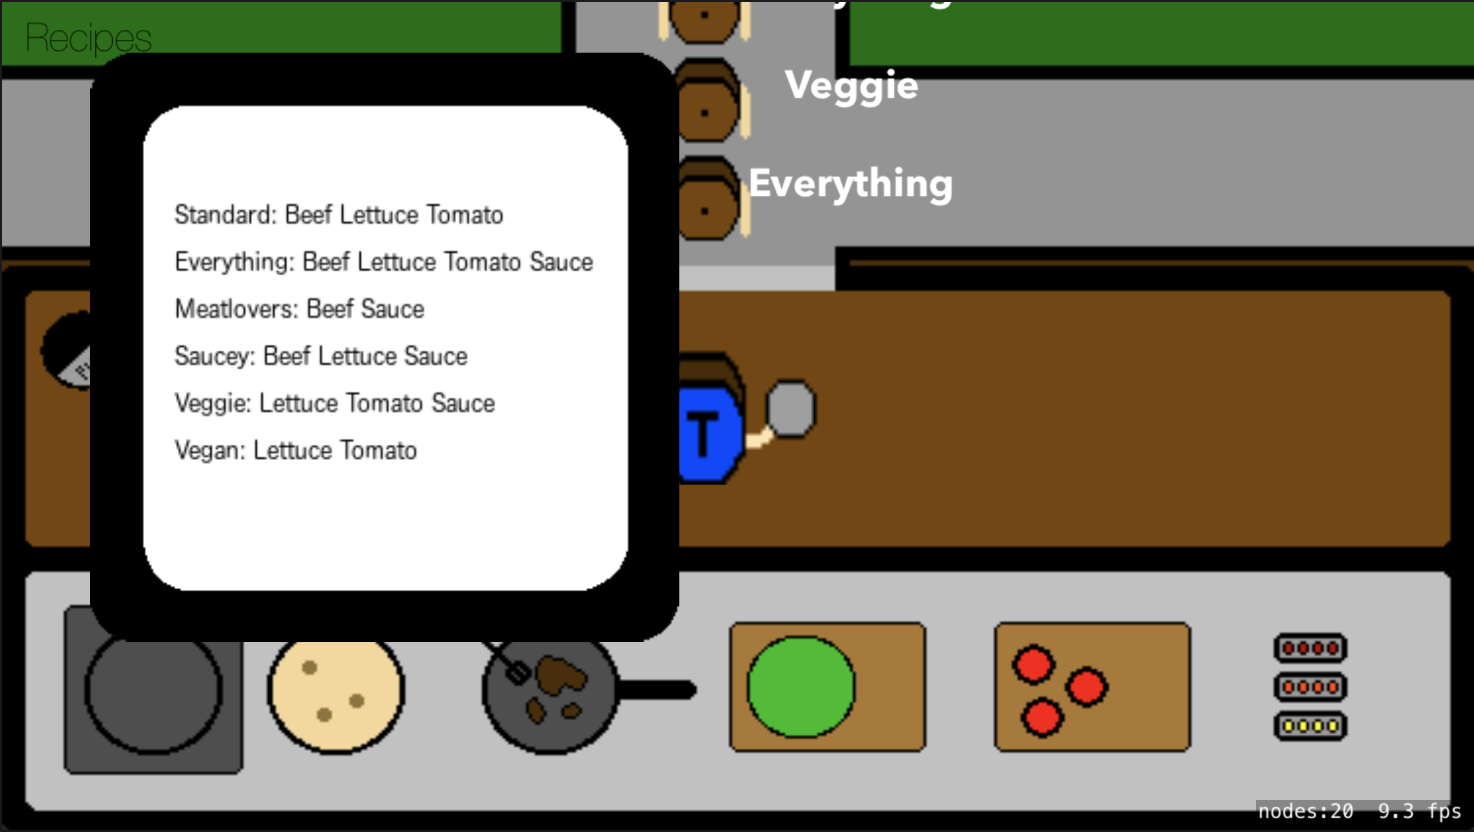 Recipes
Veggie
Everything
Standard: Beef Lettuce Tomato
Everything: Beef Lettuce Tomato Sauce
Meatlovers: Beef Sauce
Saucey: Beef Lettuce Sauce
Veggie: Lettuce Tomato Sauce
Vegan: Lettuce Tomato
T
nodes:20 9.3 fps